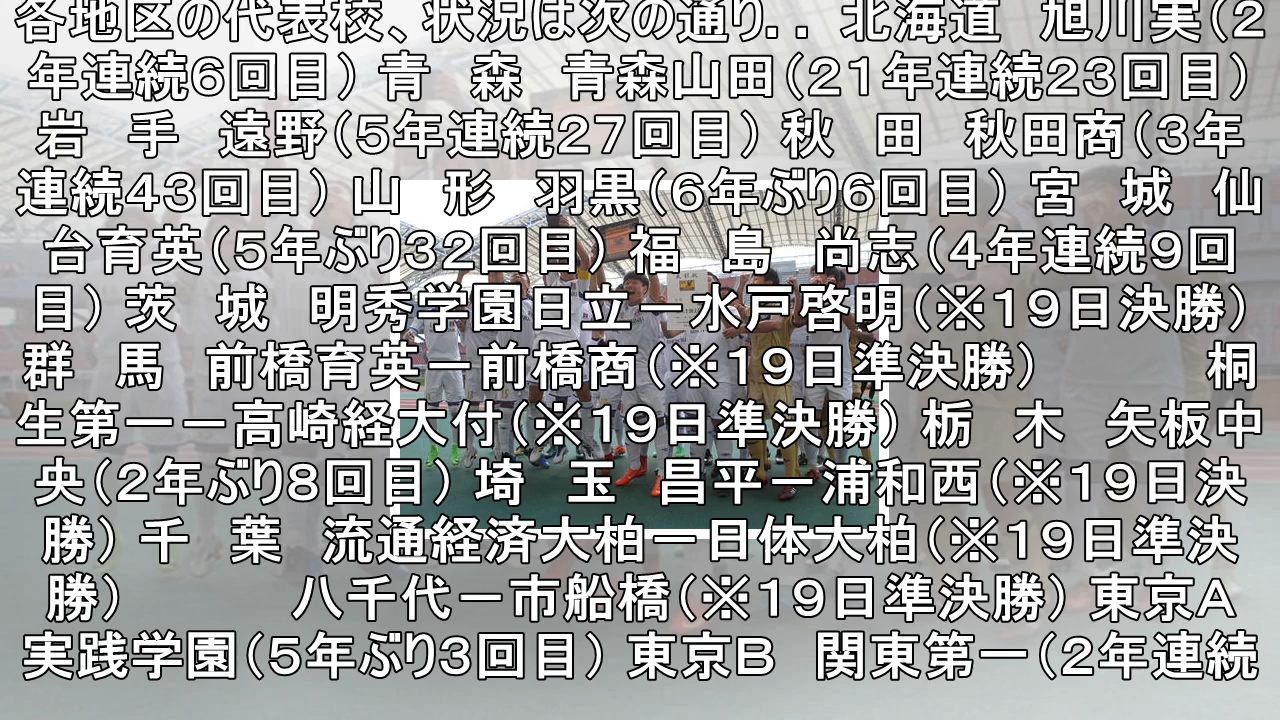 各地区の代表校、状況は次の通り．．北海道　旭川実（２
年連続６回目） 青　森　青森山田（２１年連続２３回目）
岩　手　遠野（５年連続２７回目） 秋　田　秋田商（３年
連続４３回目） 山　形　羽黒（６年ぶり６回目） 宮　城　仙
台育英（５年ぶり３２回目） 福　島　尚志（４年連続９回
目） 茨　城　明秀学園日立－水戸啓明（※１９日決勝）
群　馬　前橋育英－前橋商（※１９日準決勝）　　　桐
生第一－高崎経大付（※１９日準決勝） 栃　木　矢板中
央（２年ぶり８回目） 埼　玉　昌平－浦和西（※１９日決
勝） 千　葉　流通経済大柏－日体大柏（※１９日準決
勝）　　　八千代－市船橋（※１９日準決勝） 東京Ａ
実践学園（５年ぶり３回目） 東京Ｂ　関東第一（２年連続